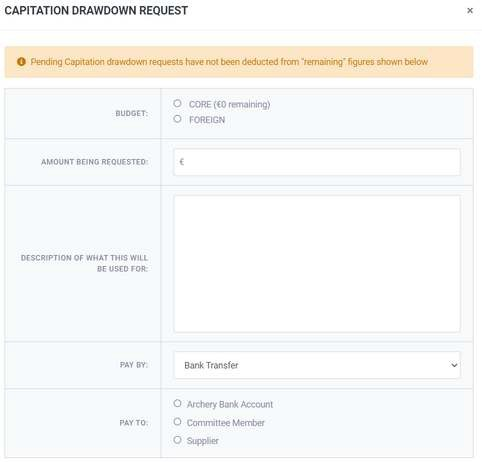 CAPITATION DRAWDOWN REQUEST ×
Pending Capitation drawdown requests have not been deducted from "remaining" figures shown below
BUDGET:
CORE (€0 remaining)
FOREIGN
AMOUNT BEING REQUESTED:
€
DESCRIPTION OF WHAT THIS WILL
BE USED FOR:
PAY BY:
Bank Transfer
PAY TO:
Archery Bank Account
Committee Member
Supplier